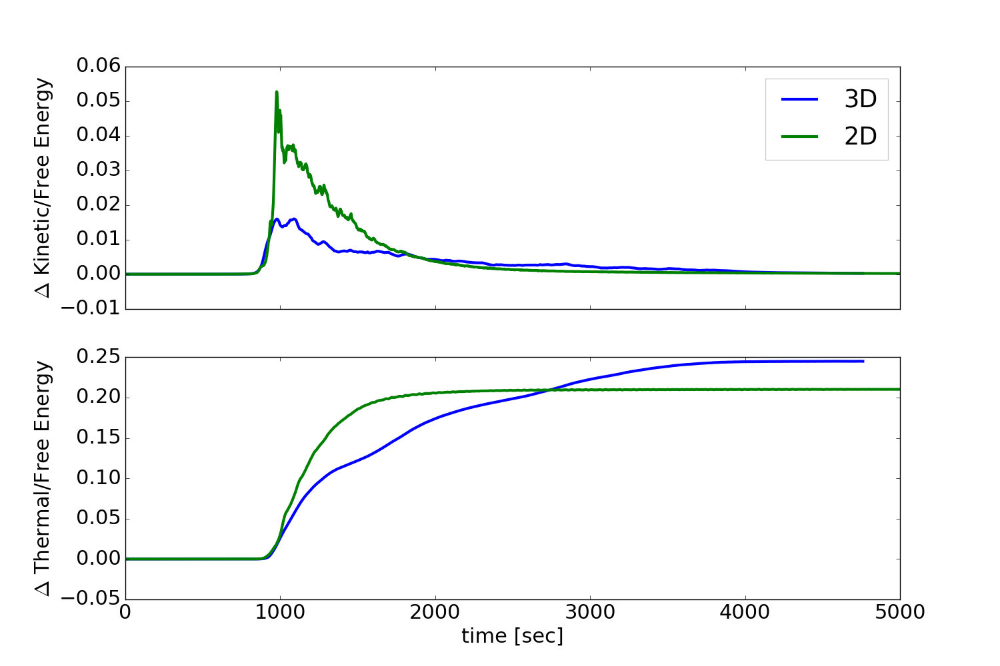 0.06
0.05
0.04
0.03
0.02
0.01
0.00
−0.01
Δ Kinetic/Free Energy
3D
2D
0.25
0.20
0.15
0.10
0.05
0.00
−0.05
Δ Thermal/Free Energy
0 1000 2000 3000 4000 5000
time [sec]